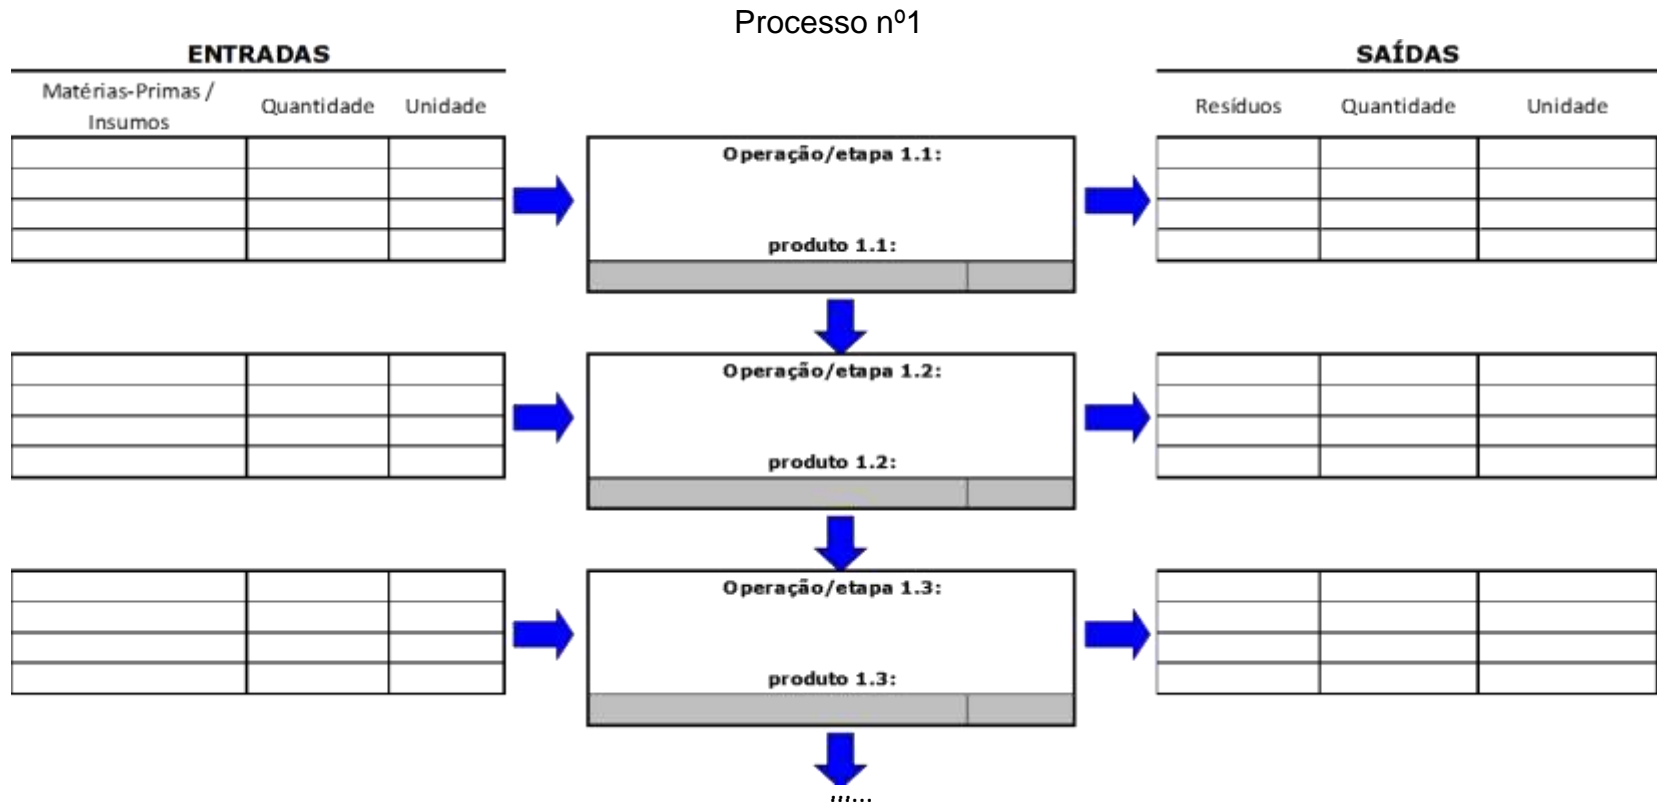 Processo nº1
ENTRADAS
SAÍDAS
Matérias-Primas /
Insumos
Quantidade
Unidade
Resíduos
Quantidade
Unidade
Operação/etapa 1.1:
produto 1.1:
Operação/etapa 1.2:
produto 1.2:
Operação/etapa 1.3:
produto 1.3:
,,,...